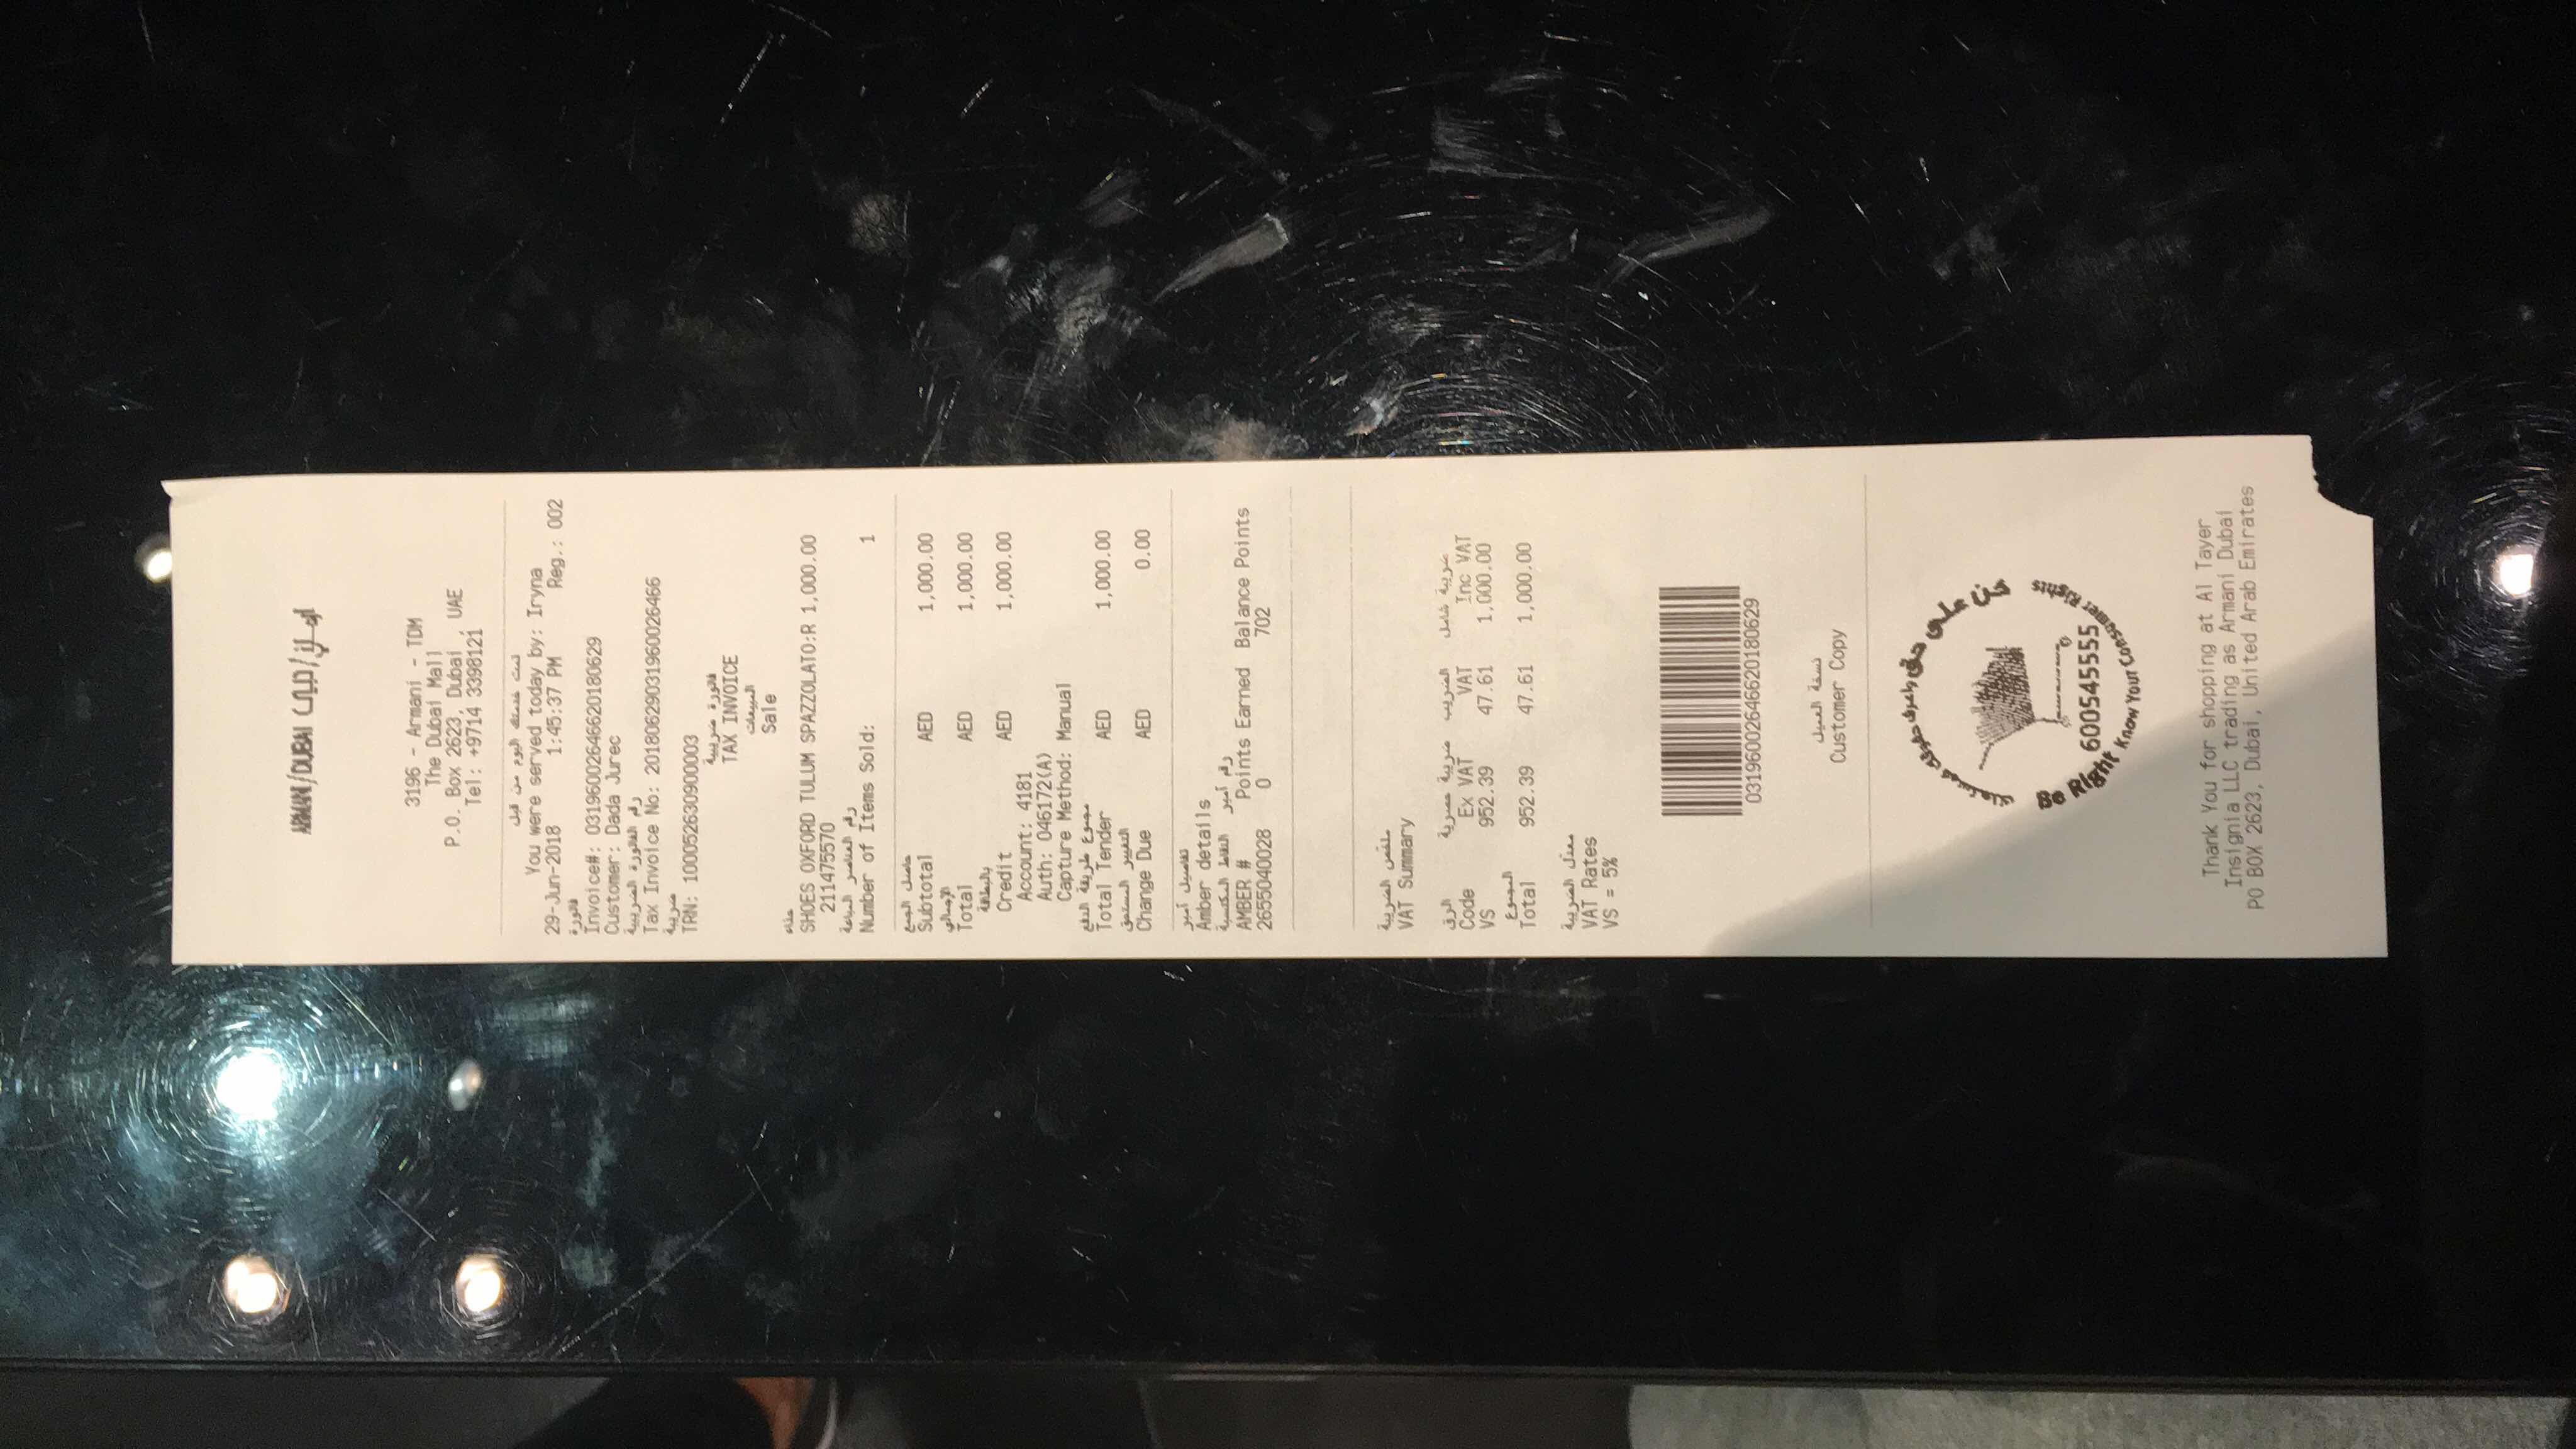 ARMANI/DUBAI ارماني/دبي
3196 - Armani - TDM
The Dubai Mall
P.O. Box 2623, Dubai , UAE
Tel: +9714 3398121
تمت خدمتك اليوم من قبل
You were served today by: Iryna
29-Jun-2018 1:45:37 PM Reg.: 002
فاتورة
Invoice#: 03196002646620180629
Customer: Dada Jurec
رقم الفاتورة الضريبية
Tax Invoice No: 20180629031960026466
ضريبة
TRN: 100052630900003
فاتورة ضريبية
TAX INVOICE
المبيعات
Sale
حذاء
SHOES OXFORD TULUM SPAZZOLATO:R 1,000.00
211475570
رقم العناصر المباعة
Number of Items Sold: 1
حاصل الجمع
Subtotal AED 1,000.00
الإجمالي
Total AED 1,000.00
بالبطاقة
Credit AED 1,000.00
Account: 4181
Auth: 046172(A)
Capture Method: Manual
مجموع طريقة الدفع
Total Tender AED 1,000.00
التغيير المستحق
Change Due AED 0.00
تفاصيل أمبر
Amber details
رقم أمبر النقاط المكتسبة
AMBER # Points Earned Balance Points
2655040028 0 702
ملخص الضريبة
VAT Summary
الرق ضريبة حصرية الضريب ضريبة شامل
Code Ex VAT VAT Inc VAT
VS 952.39 47.61 1,000.00
المجموع
Total 952.39 47.61 1,000.00
معدل الضريبة
VAT Rates
VS = 5%
03196002646620180629
نسخة العميل
Customer Copy
كن على حق واعرف حقوقك كمستهلك
600545555
Be Right Know Your Consumer Rights
Thank You for shopping at Al Tayer
Insignia LLC trading as Armani Dubai
PO BOX 2623, Dubai, United Arab Emirates